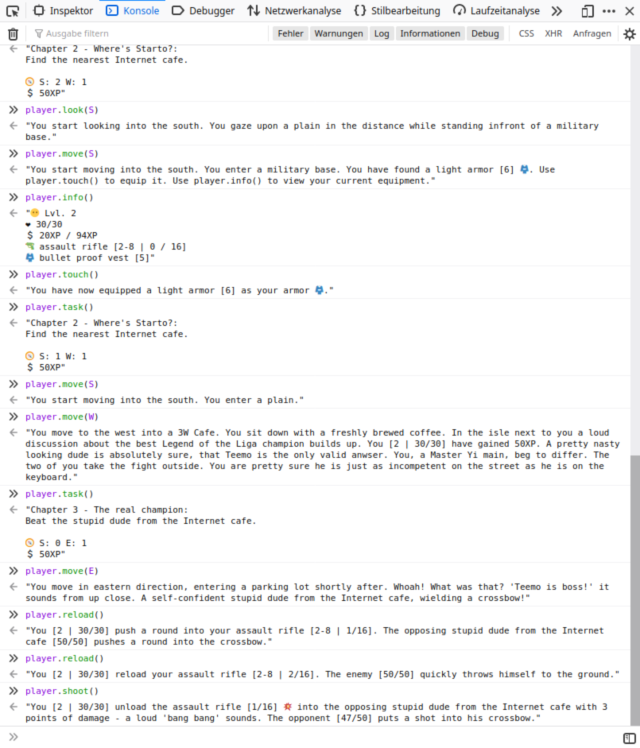 Inspektor Konsole Debugger Netzwerkanalyse Stilbearbeitung Laufzeitanalyse
Ausgabe filtern Fehler Warnungen Log Informationen Debug CSS XHR Anfragen
"Chapter 2 - Where's Starto?:
Find the nearest Internet cafe.
🧭 S: 2 W: 1
$ 50XP"
player.look(S)
"You start looking into the south. You gaze upon a plain in the distance while standing infront of a military
base."
player.move(S)
"You start moving into the south. You enter a military base. You have found a light armor [6] . Use
player.touch() to equip it. Use player.info() to view your current equipment."
player.info()
" Lvl. 2
❤ 30/30
$ 20XP / 94XP
assault rifle [2-8 | 0 / 16]
bullet proof vest [5]"
player.touch()
"You have now equipped a light armor [6] as your armor ."
player.task()
"Chapter 2 - Where's Starto?:
Find the nearest Internet cafe.
🧭 S: 1 W: 1
$ 50XP"
player.move(S)
"You start moving into the south. You enter a plain."
player.move(W)
"You move to the west into a 3W Cafe. You sit down with a freshly brewed coffee. In the isle next to you a loud
discussion about the best Legend of the Liga champion builds up. You [2 | 30/30] have gained 50XP. A pretty nasty
looking dude is absolutely sure, that Teemo is the only valid anwser. You, a Master Yi main, beg to differ. The
two of you take the fight outside. You are pretty sure he is just as incompetent on the street as he is on the
keyboard."
player.task()
"Chapter 3 - The real champion:
Beat the stupid dude from the Internet cafe.
🧭 S: 0 E: 1
$ 50XP"
player.move(E)
"You move in eastern direction, entering a parking lot shortly after. Whoah! What was that? 'Teemo is boss!' it
sounds from up close. A self-confident stupid dude from the Internet cafe, wielding a crossbow!"
player.reload()
"You [2 | 30/30] push a round into your assault rifle [2-8 | 1/16]. The opposing stupid dude from the Internet
cafe [50/50] pushes a round into the crossbow."
player.reload()
"You [2 | 30/30] reload your assault rifle [2-8 | 2/16]. The enemy [50/50] quickly throws himself to the ground."
player.shoot()
"You [2 | 30/30] unload the assault rifle [1/16] 💥 into the opposing stupid dude from the Internet cafe with 3
points of damage - a loud 'bang bang' sounds. The opponent [47/50] puts a shot into his crossbow."